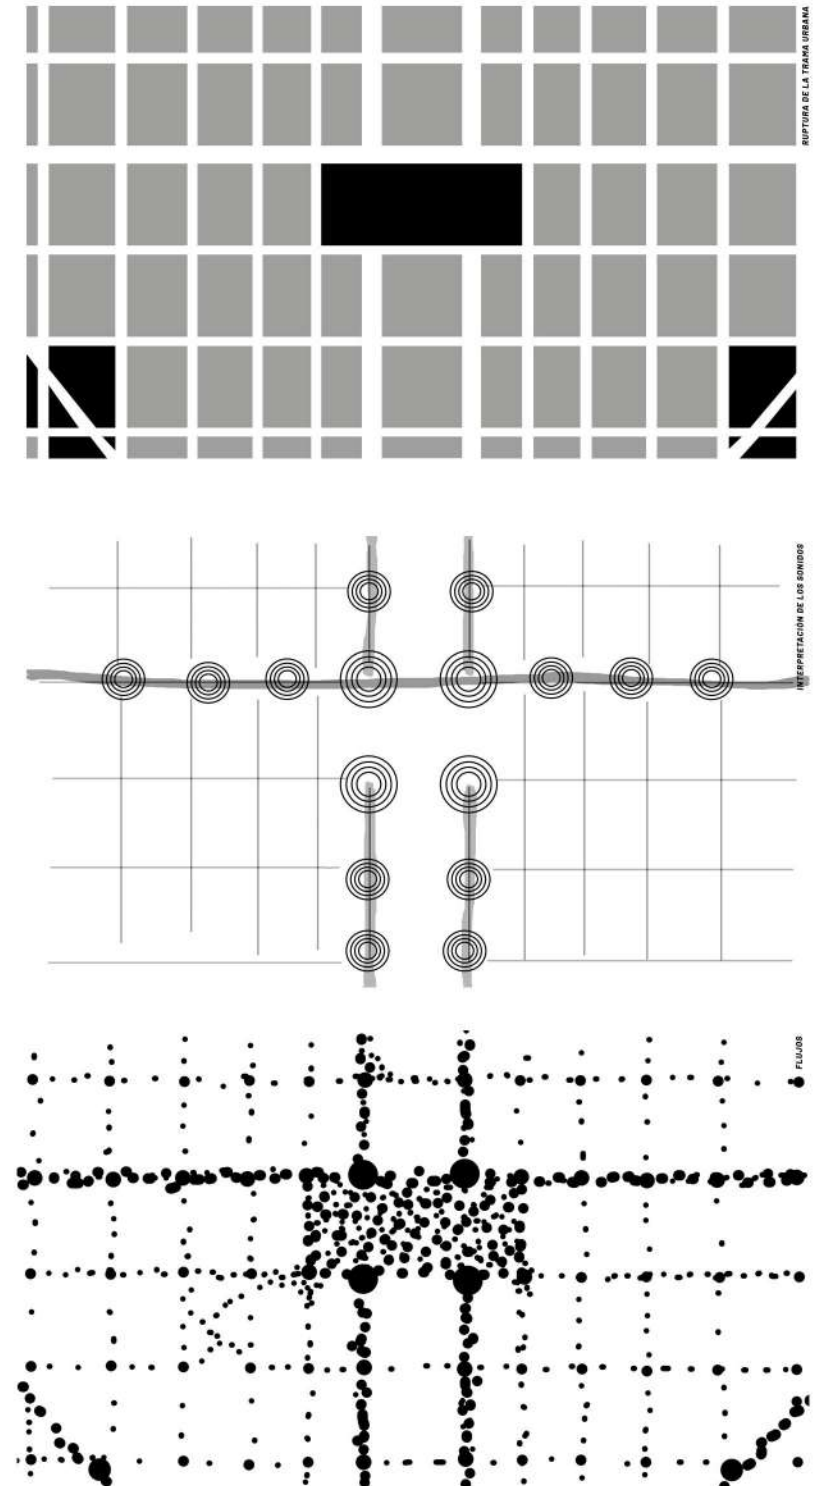 RUPTURA DE LA TRAMA URBANA
INTERPRETACIÓN DE LOS SONIDOS
FLUJOS